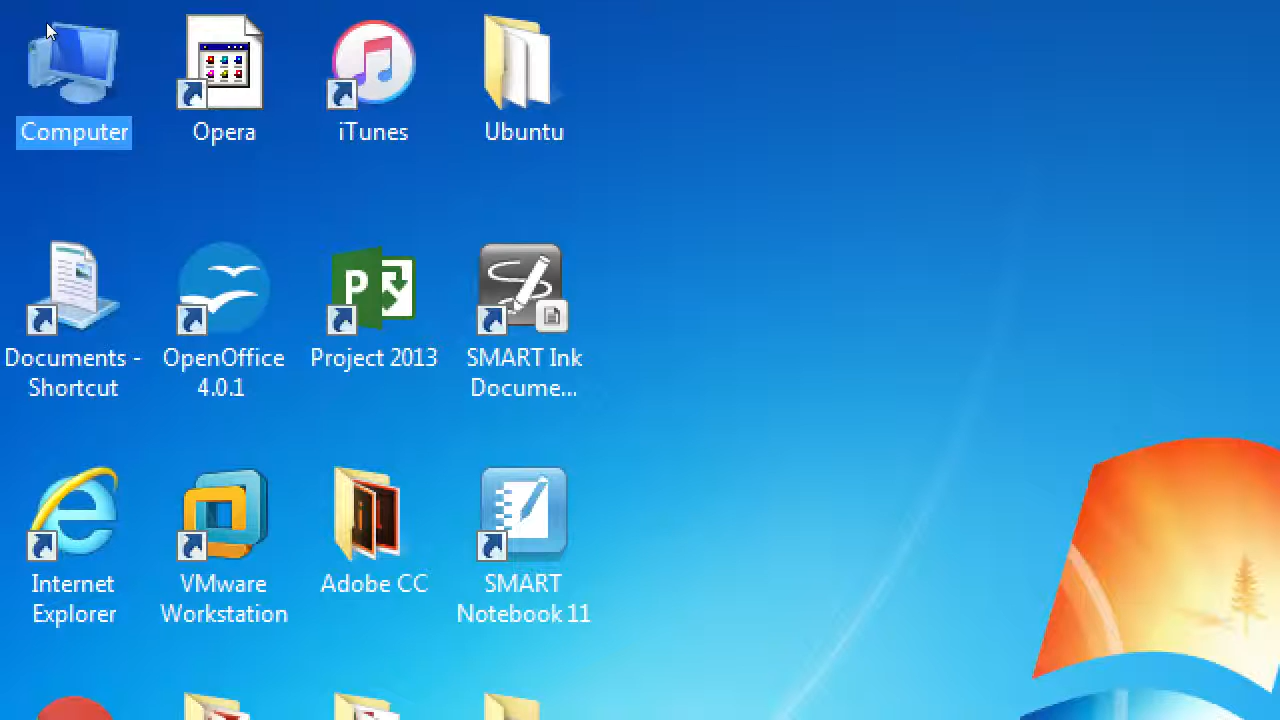 Computer
Opera
iTunes
Ubuntu
Documents -
Shortcut
OpenOffice
4.0.1
Project 2013
SMART Ink
Docume...
Internet
Explorer
VMware
Workstation
Adobe CC
SMART
Notebook 11